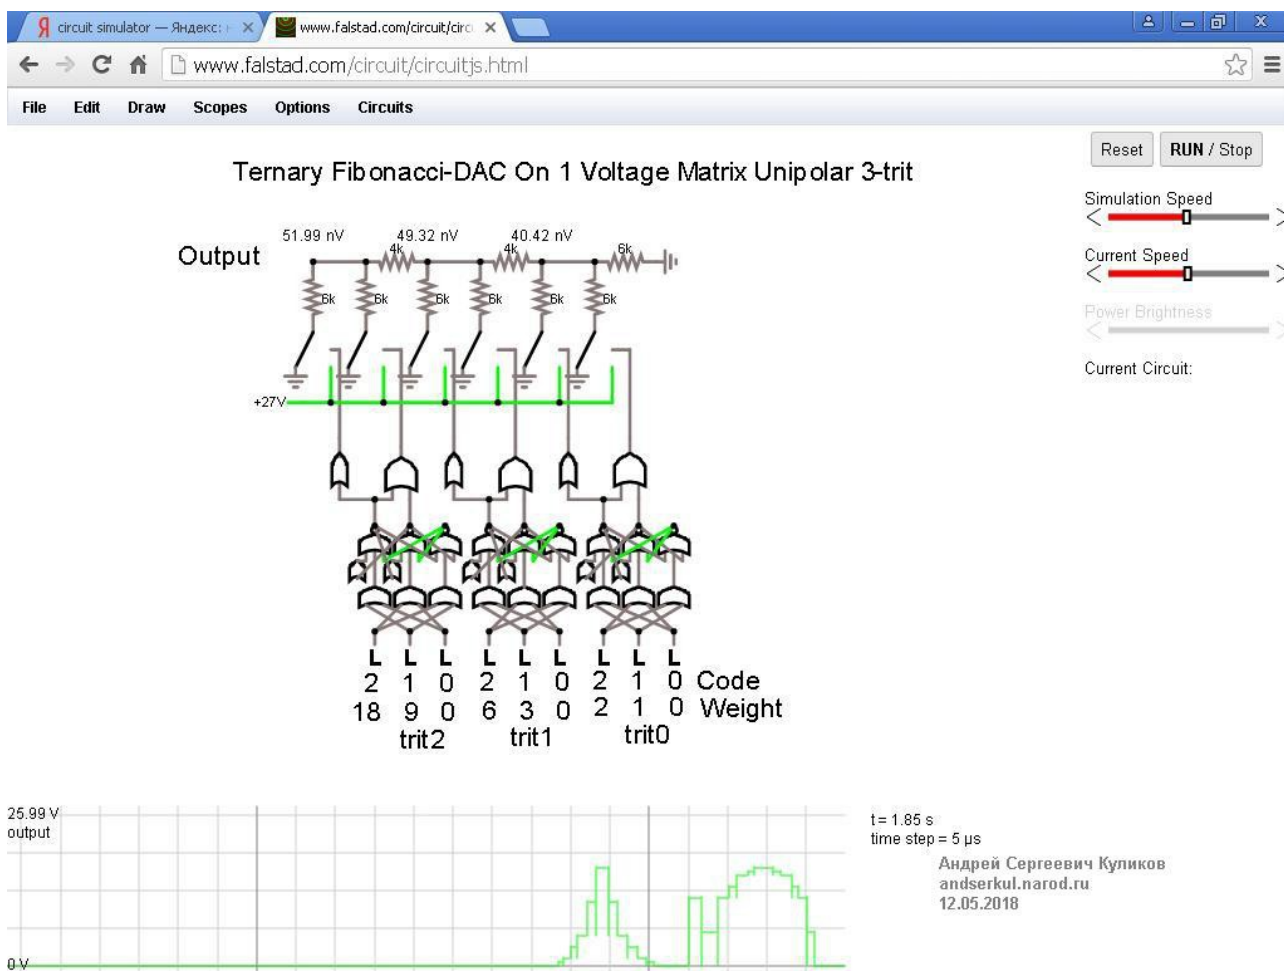 Я circuit simulator — Яндекс: н
www.falstad.com/circuit/circ
www.falstad.com/circuit/circuitjs.html
File Edit Draw Scopes Options Circuits
Reset RUN / Stop
Ternary Fibonacci-DAC On 1 Voltage Matrix Unipolar 3-trit
Simulation Speed
Current Speed
Power Brightness
Current Circuit:
51.99 nV 49.32 nV 40.42 nV
Output 4k 4k 6k
6k 6k 6k 6k 6k 6k
+27V
L L L L L L L L L
2 1 0 2 1 0 2 1 0 Code
18 9 0 6 3 0 2 1 0 Weight
trit2 trit1 trit0
25.99 V
output
0 V
t= 1.85 s
time step = 5 µs
Андрей Сергеевич Куликов
andserkul.narod.ru
12.05.2018